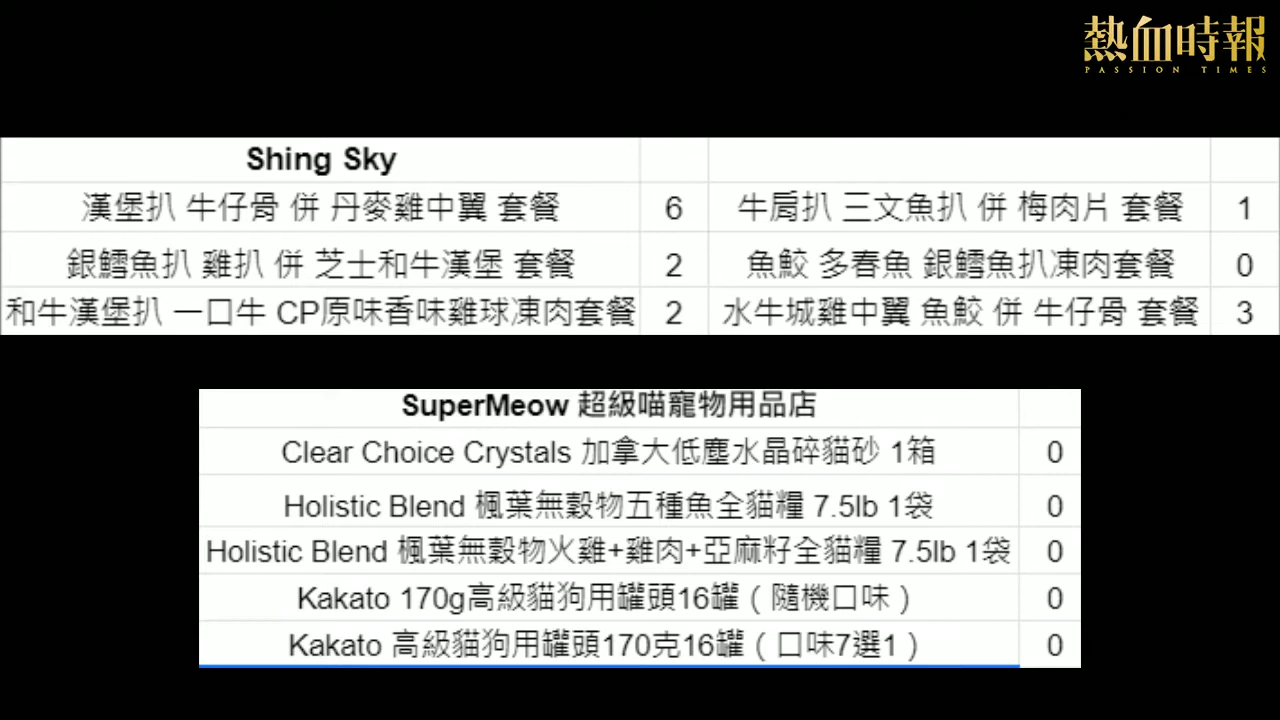 熱血時報
PASSION TIMES
Shing Sky
漢堡扒 牛仔骨 併 丹麥雞中翼 套餐 6 牛肩扒 三文魚扒 併 梅肉片 套餐 1
銀鱈魚扒 雞扒 併 芝士和牛漢堡 套餐 2 魚鮫 多春魚 銀鱈魚扒凍肉套餐 0
和牛漢堡扒 一口牛 CP原味香味雞球凍肉套餐 2 水牛城雞中翼 魚鮫 併 牛仔骨 套餐 3
SuperMeow 超級喵寵物用品店
Clear Choice Crystals 加拿大低塵水晶碎貓砂 1箱 0
Holistic Blend 楓葉無穀物五種魚全貓糧 7.5lb 1袋 0
Holistic Blend 楓葉無穀物火雞+雞肉+亞麻籽全貓糧 7.5lb 1袋 0
Kakato 170g高級貓狗用罐頭16罐（隨機口味） 0
Kakato 高級貓狗用罐頭170克16罐（口味7選1） 0